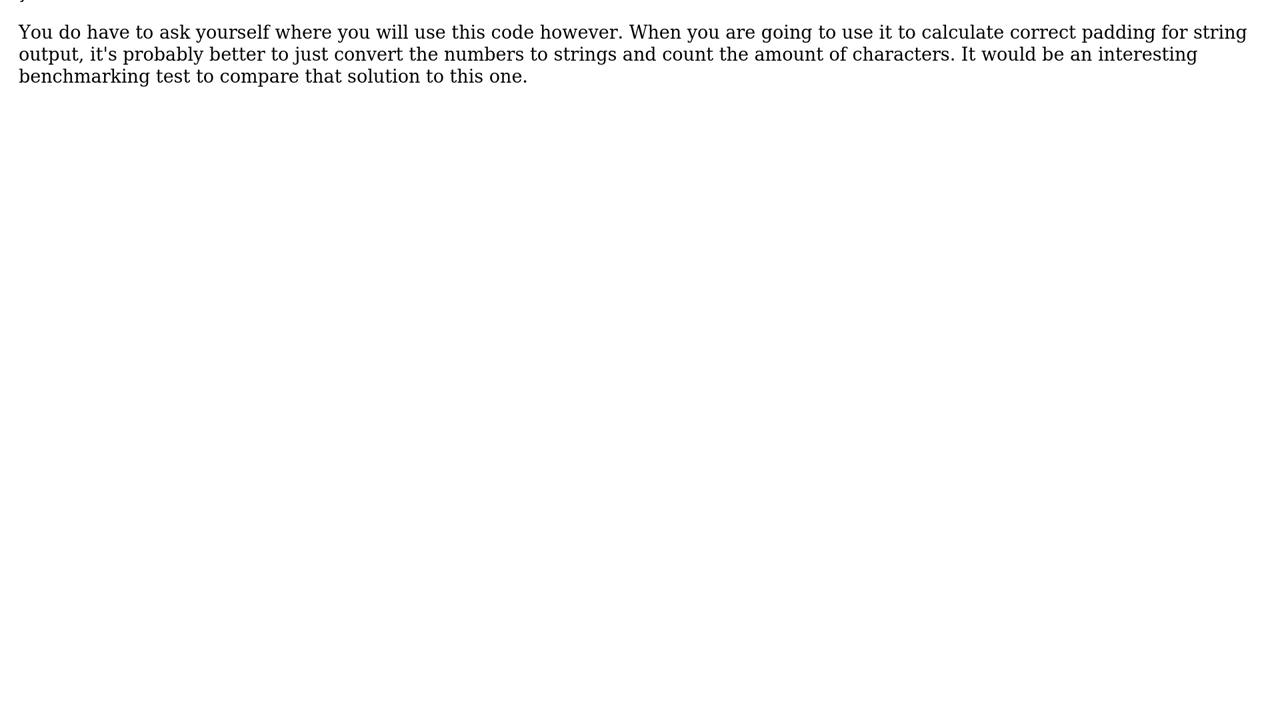 You do have to ask yourself where you will use this code however. When you are going to use it to calculate correct padding for string
output, it's probably better to just convert the numbers to strings and count the amount of characters. It would be an interesting
benchmarking test to compare that solution to this one.